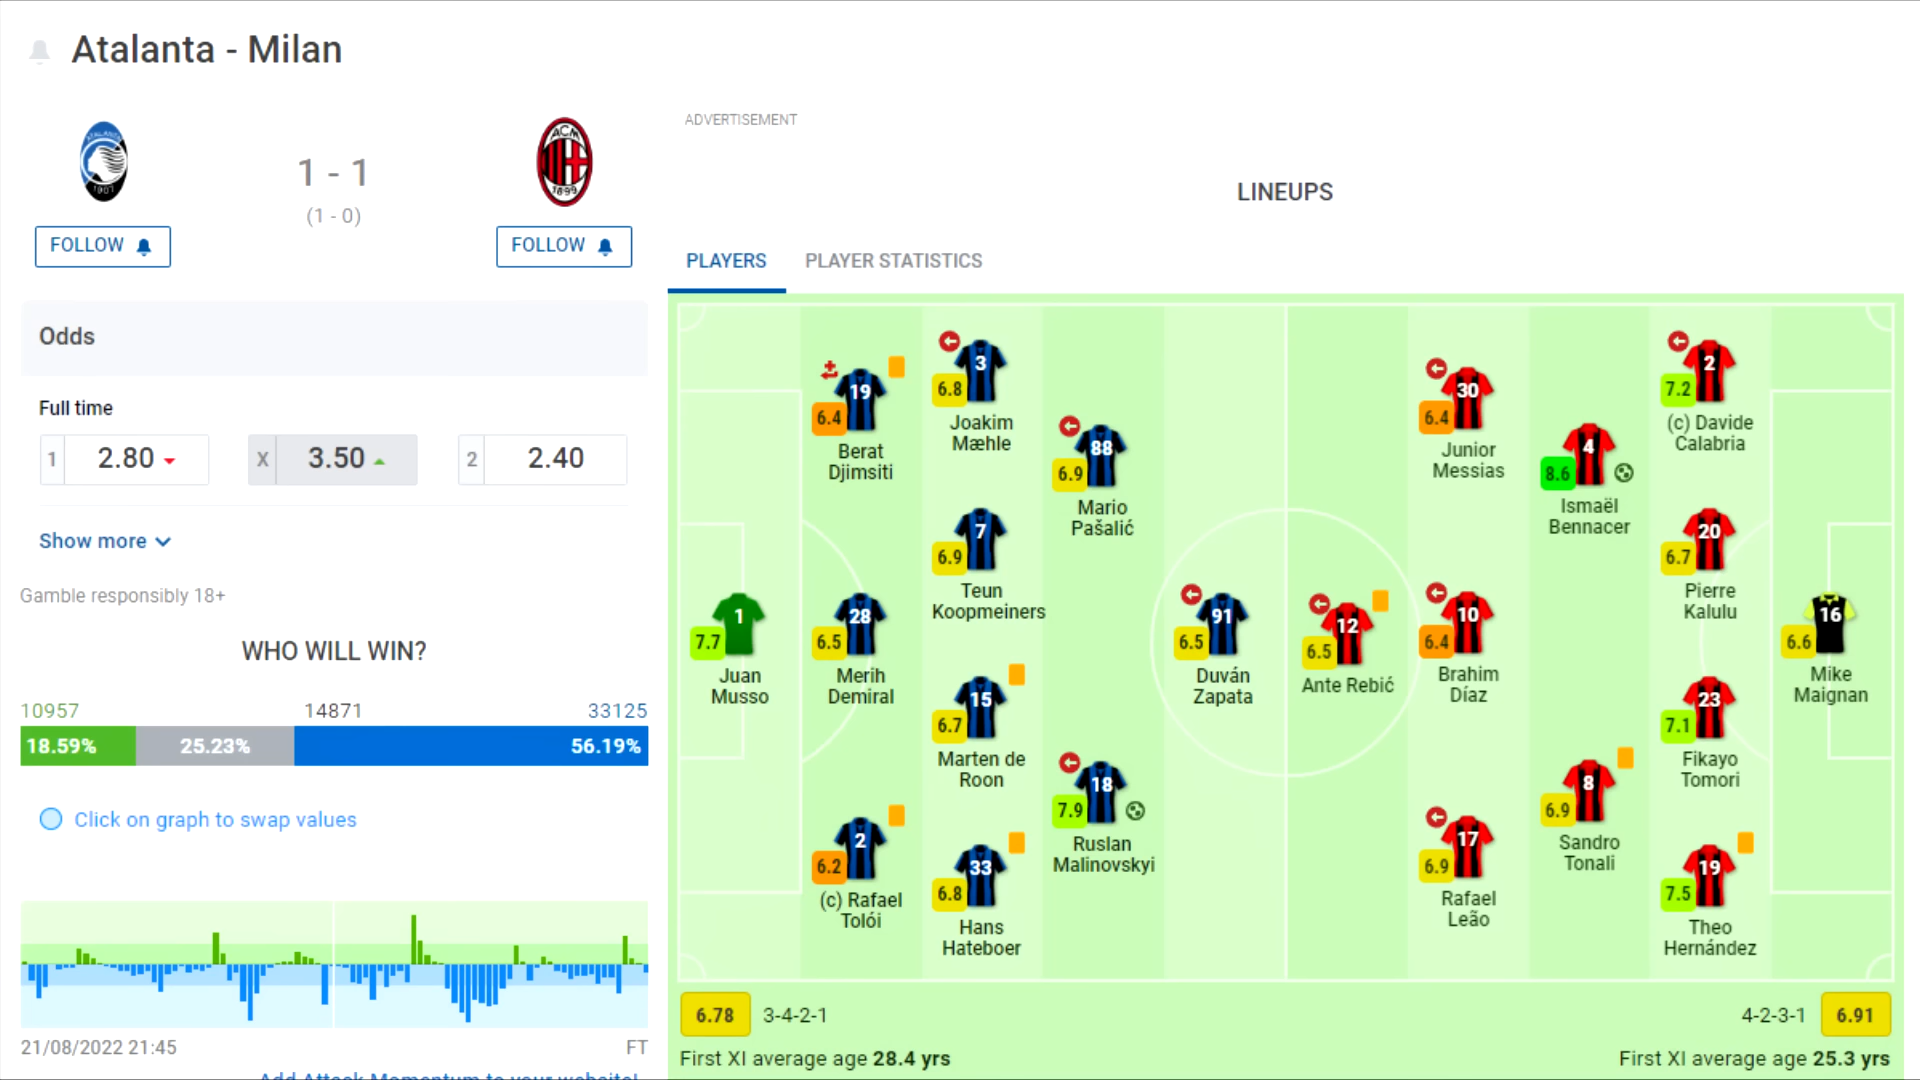 Atalanta - Milan
ATALANTA
1907
1 - 1
(1 - 0)
ACM
1899
FOLLOW
FOLLOW
Odds
Full time
1
2.80
X
3.50
2
2.40
Show more
Gamble responsibly 18+
WHO WILL WIN?
10957
14871
33125
18.59%
25.23%
56.19%
Click on graph to swap values
21/08/2022 21:45
FT
Add Attack Momentum to your website!
ADVERTISEMENT
LINEUPS
PLAYERS
PLAYER STATISTICS
1
7.7
Juan
Musso
19
6.4
Berat
Djimsiti
28
6.5
Merih
Demiral
2
6.2
(c) Rafael
Tolói
3
6.8
Joakim
Mæhle
7
6.9
Teun
Koopmeiners
15
6.7
Marten de
Roon
33
6.8
Hans
Hateboer
88
6.9
Mario
Pašalić
18
7.9
Ruslan
Malinovskyi
91
6.5
Duván
Zapata
12
6.5
Ante Rebić
30
6.4
Junior
Messias
10
6.4
Brahim
Díaz
17
6.9
Rafael
Leão
4
8.6
Ismaël
Bennacer
8
6.9
Sandro
Tonali
2
7.2
(c) Davide
Calabria
20
6.7
Pierre
Kalulu
23
7.1
Fikayo
Tomori
19
7.5
Theo
Hernández
16
6.6
Mike
Maignan
6.78
3-4-2-1
4-2-3-1
6.91
First XI average age 28.4 yrs
First XI average age 25.3 yrs